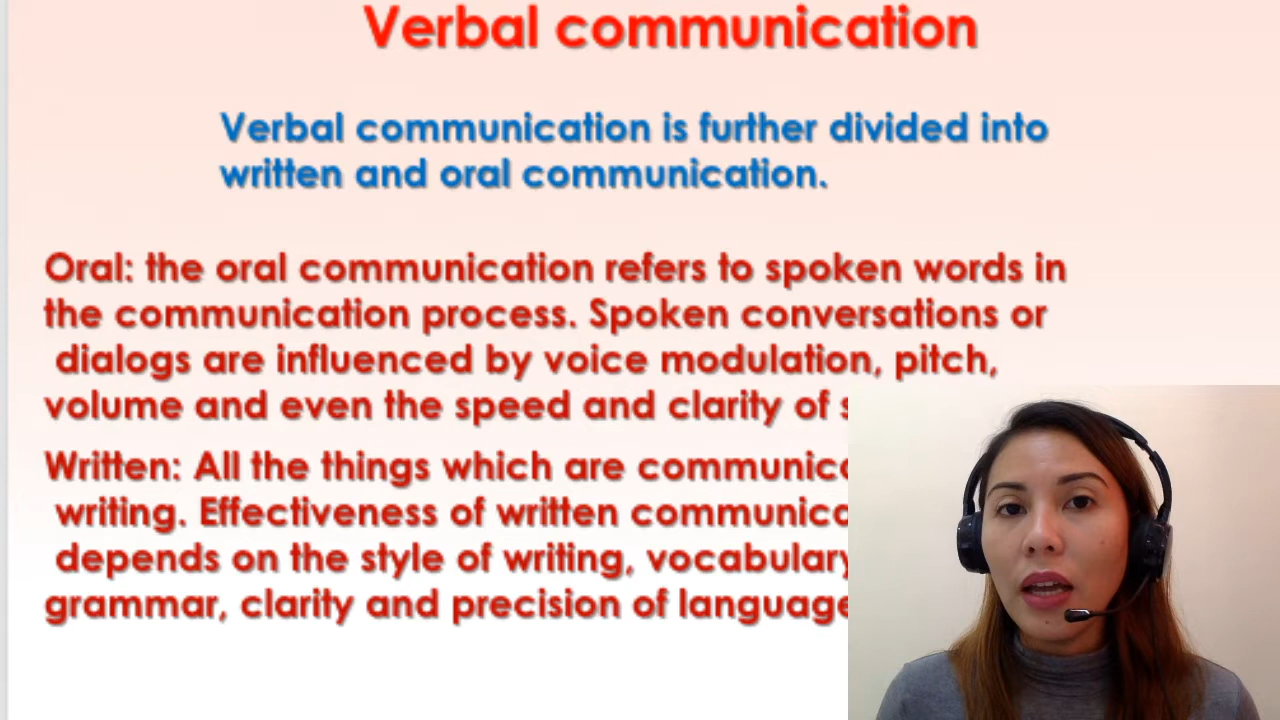 Verbal communication
Verbal communication is further divided into
written and oral communication.
Oral: the oral communication refers to spoken words in
the communication process. Spoken conversations or
dialogs are influenced by voice modulation, pitch,
volume and even the speed and clarity of
Written: All the things which are
writing. Effectiveness of written
depends on the style of writing, vocabulary
grammar, clarity and precision of language